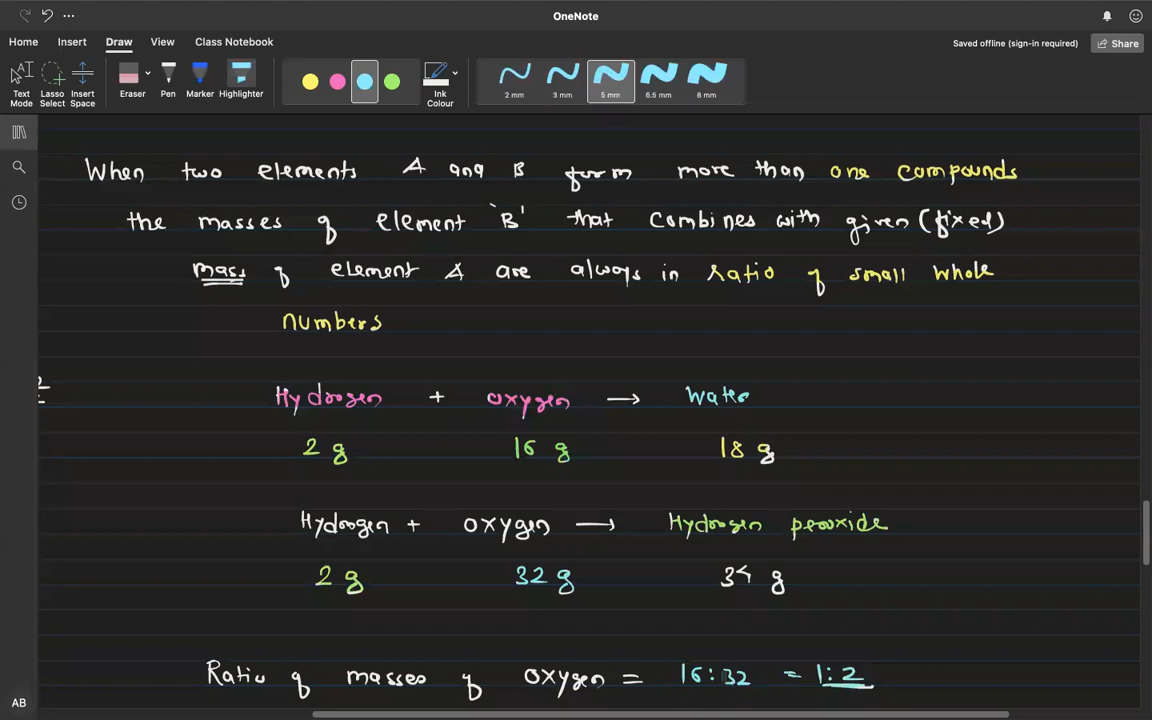 OneNote
Home Insert Draw View Class Notebook
Saved offline (sign-in required) Share
Text Mode
Lasso Select
Insert Space
Eraser
Pen
Marker
Highlighter
Ink Colour
2 mm
3 mm
5 mm
6.5 mm
8 mm
When two elements A and B form more than one compounds
the masses of element 'B' that combines with given (fixed)
mass of element A are always in ratio of small whole
numbers
Hydrogen + oxygen → Water
2 g 16 g 18 g
Hydrogen + oxygen → Hydrogen peroxide
2 g 32 g 34 g
Ratio of masses of oxygen = 16:32 = 1:2
AB